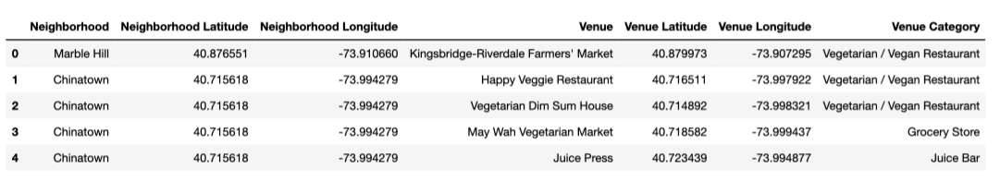 Neighborhood Neighborhood Latitude Neighborhood Longitude Venue Venue Latitude Venue Longitude Venue Category
0 Marble Hill 40.876551 -73.910660 Kingsbridge-Riverdale Farmers' Market 40.879973 -73.907295 Vegetarian / Vegan Restaurant
1 Chinatown 40.715618 -73.994279 Happy Veggie Restaurant 40.716511 -73.997922 Vegetarian / Vegan Restaurant
2 Chinatown 40.715618 -73.994279 Vegetarian Dim Sum House 40.714892 -73.998321 Vegetarian / Vegan Restaurant
3 Chinatown 40.715618 -73.994279 May Wah Vegetarian Market 40.718582 -73.999437 Grocery Store
4 Chinatown 40.715618 -73.994279 Juice Press 40.723439 -73.994877 Juice Bar